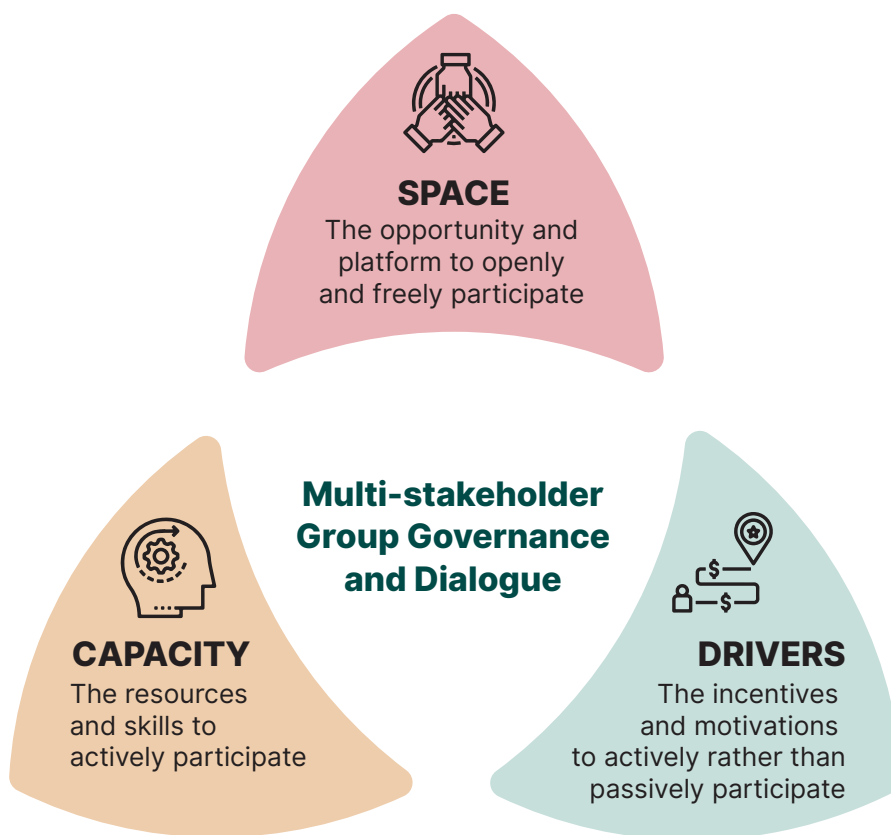 SPACE
The opportunity and
platform to openly
and freely participate
Multi-stakeholder
Group Governance
and Dialogue
CAPACITY
The resources
and skills to
actively participate
DRIVERS
The incentives
and motivations
to actively rather than
passively participate